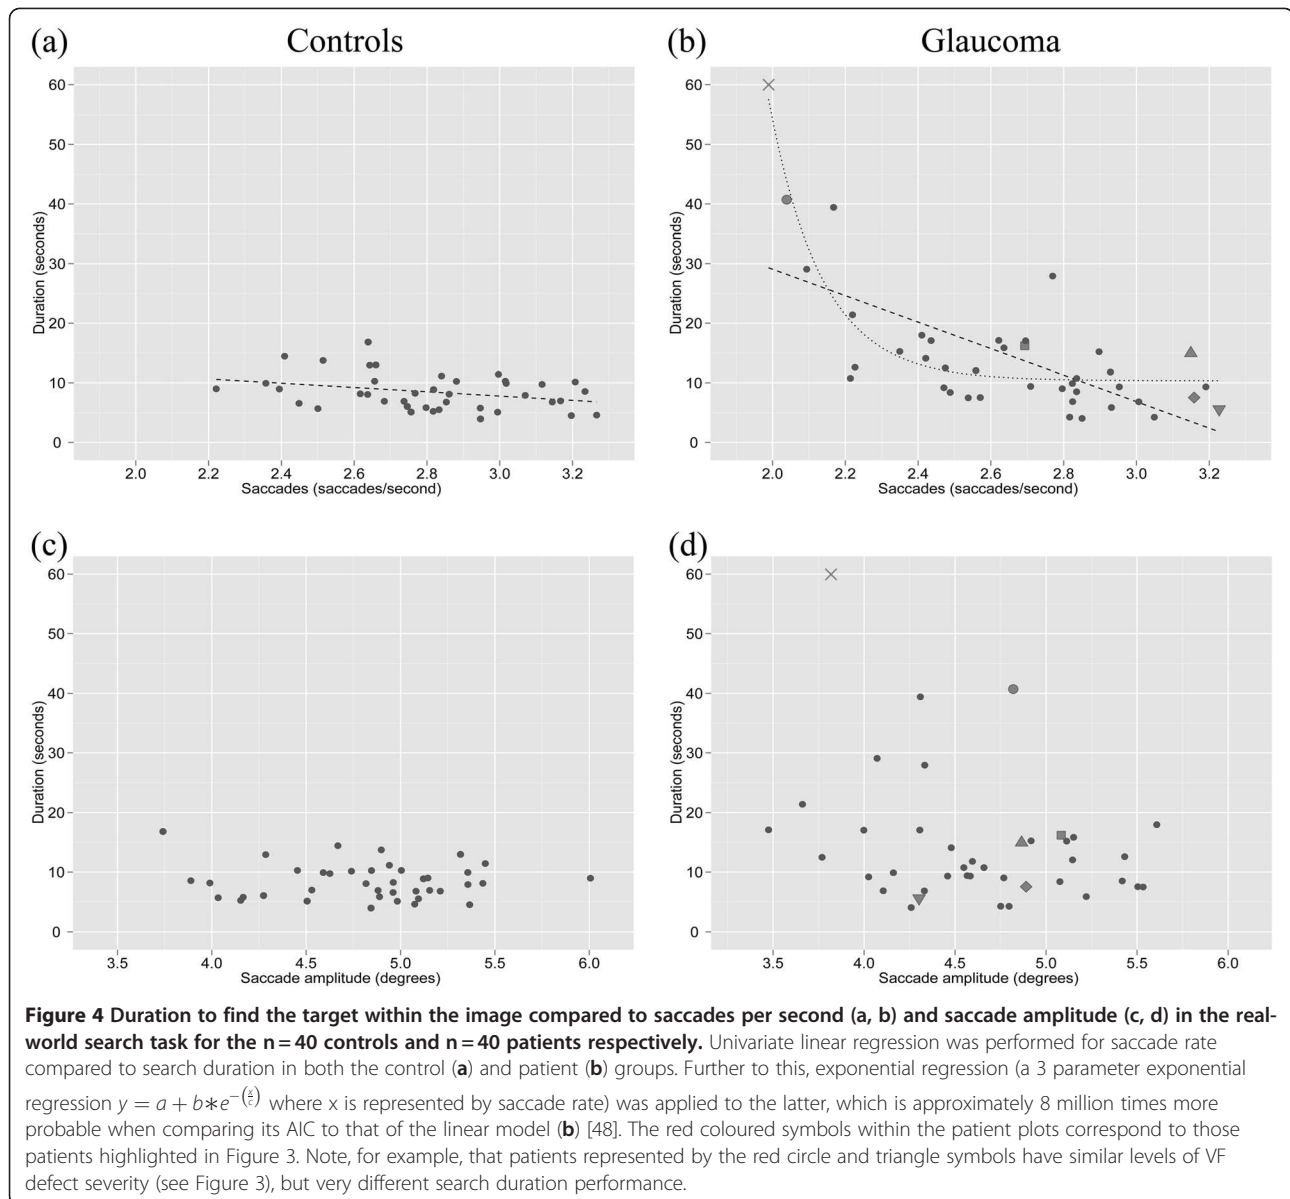 (a) Controls
(b) Glaucoma
60
50
40
30
20
10
0
Duration (seconds)
2.0 2.2 2.4 2.6 2.8 3.0 3.2
Saccades (saccades/second)
60
50
40
30
20
10
0
Duration (seconds)
2.0 2.2 2.4 2.6 2.8 3.0 3.2
Saccades (saccades/second)
(c)
(d)
60
50
40
30
20
10
0
Duration (seconds)
3.5 4.0 4.5 5.0 5.5 6.0
Saccade amplitude (degrees)
60
50
40
30
20
10
0
Duration (seconds)
3.5 4.0 4.5 5.0 5.5 6.0
Saccade amplitude (degrees)
Figure 4 Duration to find the target within the image compared to saccades per second (a, b) and saccade amplitude (c, d) in the real-
world search task for the n = 40 controls and n = 40 patients respectively. Univariate linear regression was performed for saccade rate
compared to search duration in both the control (a) and patient (b) groups. Further to this, exponential regression (a 3 parameter exponential
regression y = a + b∗e^−(x/c) where x is represented by saccade rate) was applied to the latter, which is approximately 8 million times more
probable when comparing its AIC to that of the linear model (b) [48]. The red coloured symbols within the patient plots correspond to those
patients highlighted in Figure 3. Note, for example, that patients represented by the red circle and triangle symbols have similar levels of VF
defect severity (see Figure 3), but very different search duration performance.